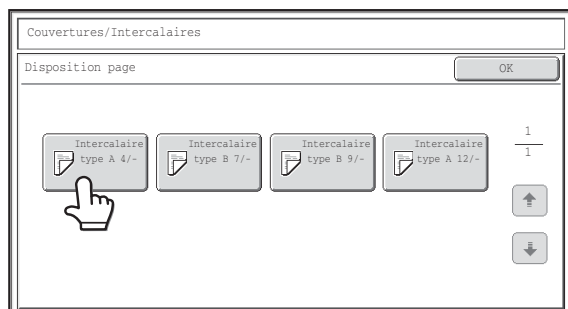 Couvertures/Intercalaires
Disposition page
OK
Intercalaire
type A 4/-
Intercalaire
type B 7/-
Intercalaire
type B 9/-
Intercalaire
type A 12/-
1
1